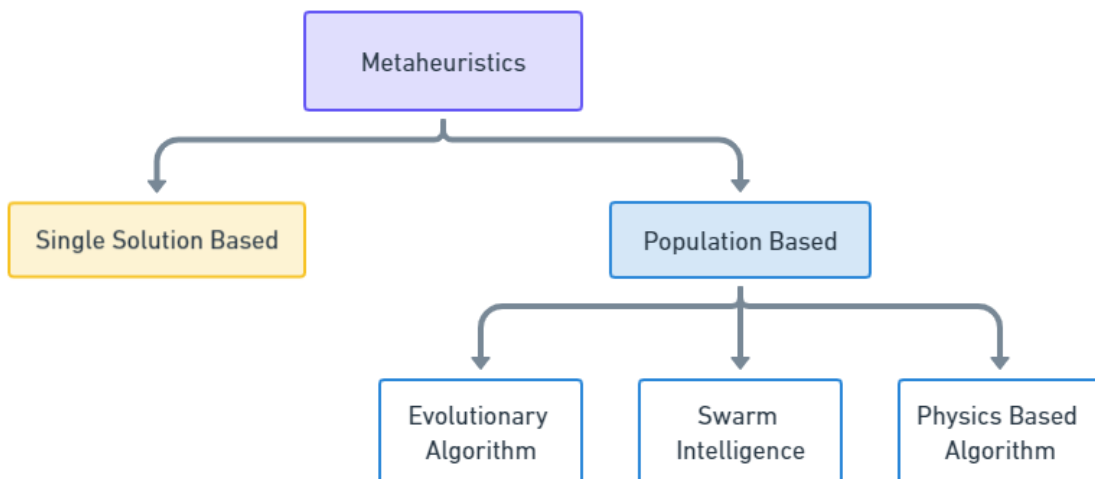 Metaheuristics
Single Solution Based
Population Based
Evolutionary
Algorithm
Swarm
Intelligence
Physics Based
Algorithm